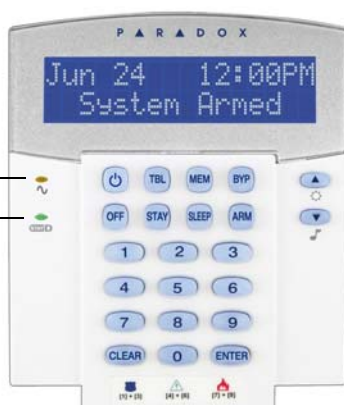 PARADOX
Jun 24 12:00PM
System Armed
TBL MEM BYP
OFF STAY SLEEP ARM
1 2 3
4 5 6
7 8 9
CLEAR 0 ENTER
[1] + [3] [4] + [6] [7] + [9]